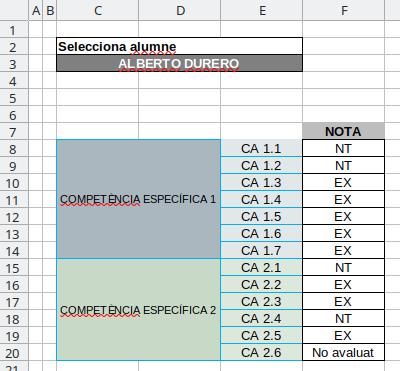 A B C D E F
1
2 Selecciona alumne
3 ALBERTO DURERO
4
5
6
7 NOTA
8 CA 1.1 NT
9 CA 1.2 NT
10 CA 1.3 EX
11 COMPETÈNCIA ESPECÍFICA 1 CA 1.4 EX
12 CA 1.5 EX
13 CA 1.6 EX
14 CA 1.7 EX
15 CA 2.1 NT
16 CA 2.2 EX
17 COMPETÈNCIA ESPECÍFICA 2 CA 2.3 EX
18 CA 2.4 NT
19 CA 2.5 EX
20 CA 2.6 No avaluat
21